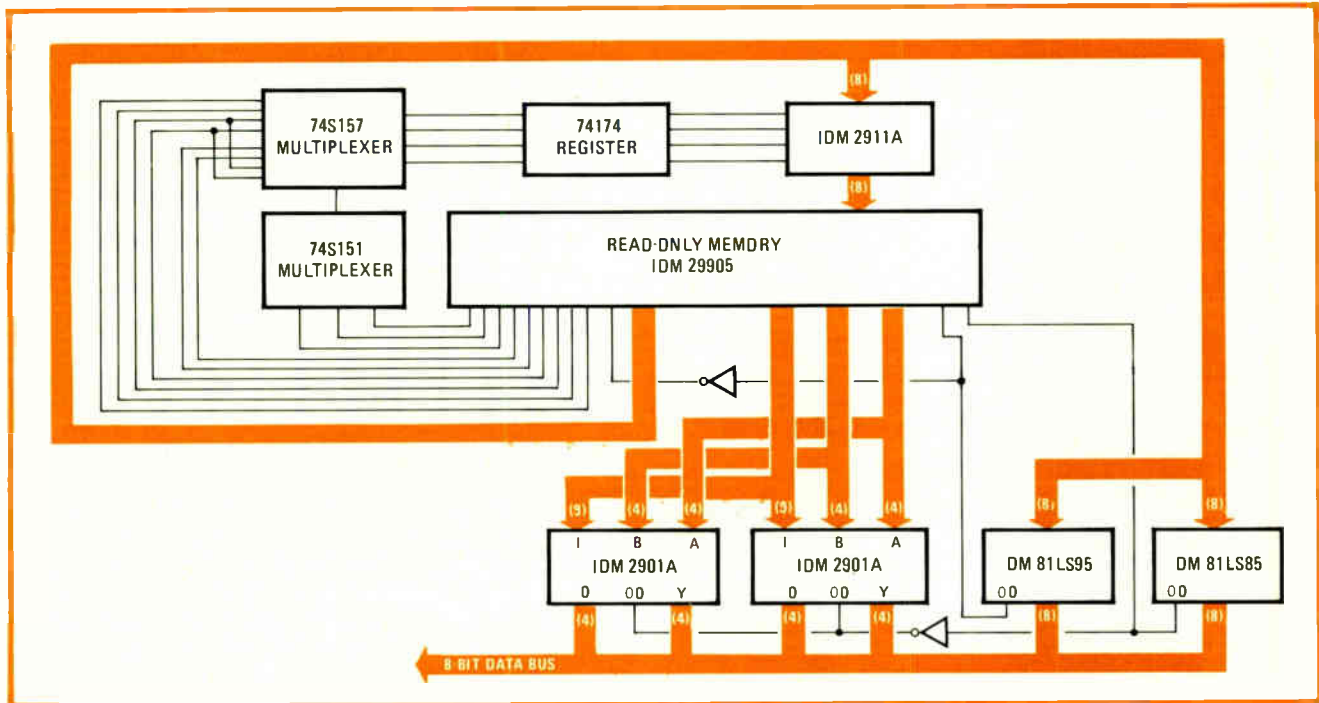 (8)
74S157
MULTIPLEXER
74174
REGISTER
IDM 2911A
(8)
74S151
MULTIPLEXER
READ-ONLY MEMDRY
IDM 29905
(9) (4) (4) (9) (4) (4) (8) (8)
I B A
IDM 2901A
D OD Y
I B A
IDM 2901A
D OD Y
DM 81LS95
OD
DM 81LS85
OD
(4) (4) (4) (4) (8) (8)
8-BIT DATA BUS